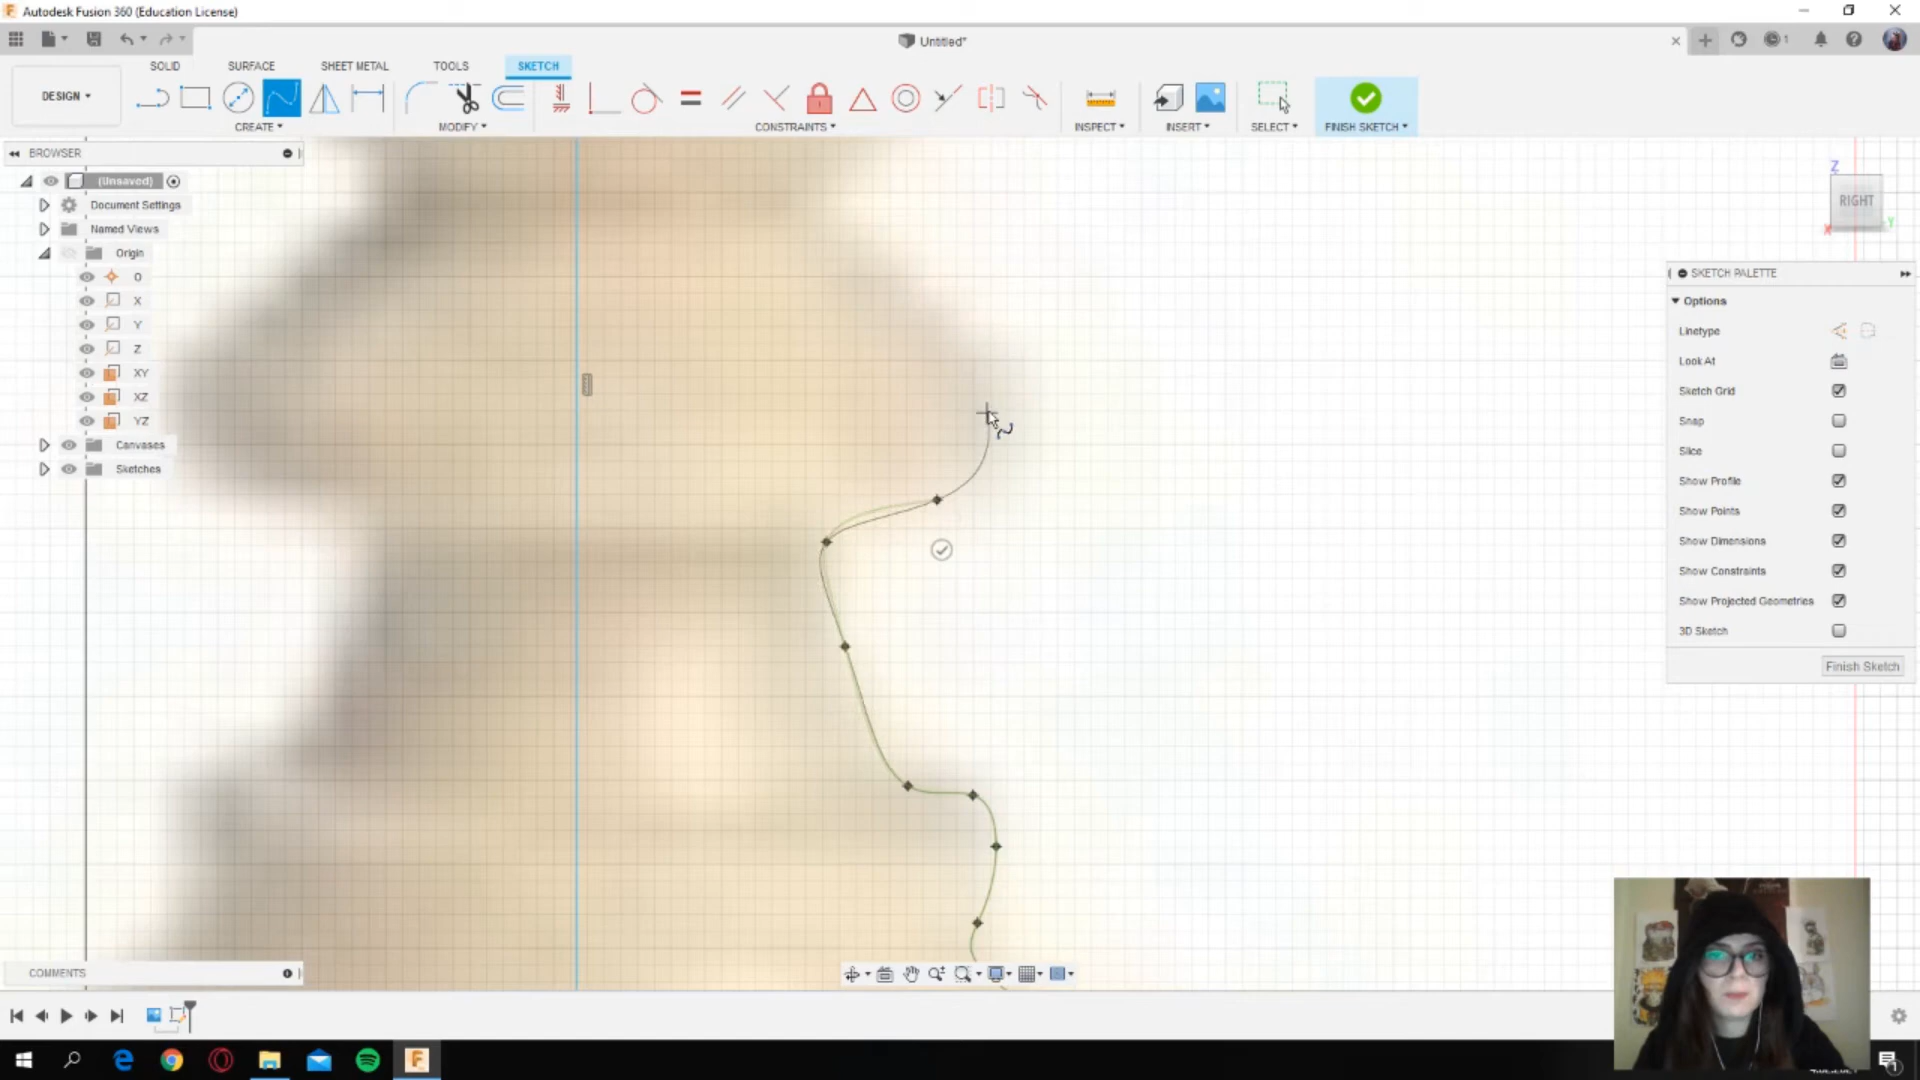 Autodesk Fusion 360 (Education License)
Untitled*
1
SOLID SURFACE SHEET METAL TOOLS SKETCH
DESIGN
CREATE MODIFY CONSTRAINTS INSPECT INSERT SELECT FINISH SKETCH
BROWSER
(Unsaved)
Document Settings
Named Views
Origin
O
X
Y
Z
XY
XZ
YZ
Canvases
Sketches
Z
RIGHT
X
Y
SKETCH PALETTE
Options
Linetype
Look At
Sketch Grid
Snap
Slice
Show Profile
Show Points
Show Dimensions
Show Constraints
Show Projected Geometries
3D Sketch
Finish Sketch
COMMENTS